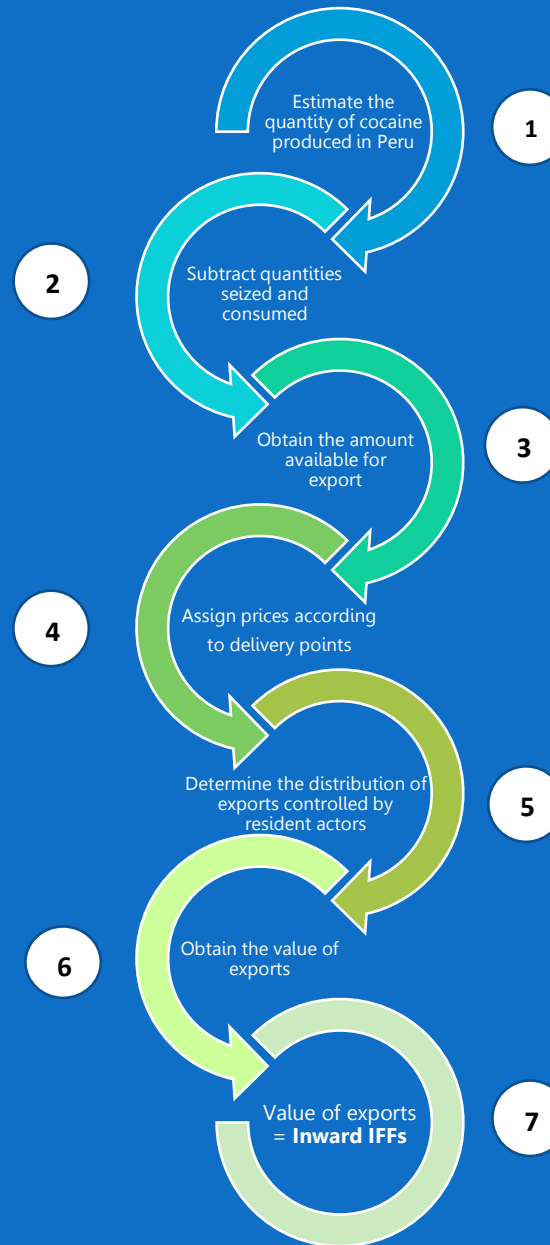 Estimate the
quantity of cocaine
produced in Peru
1
2
Subtract quantities
seized and
consumed
Obtain the amount
available for
export
3
4
Assign prices according
to delivery points
Determine the distribution of
exports controlled by
resident actors
5
6
Obtain the value of
exports
Value of exports
= Inward IFFs
7